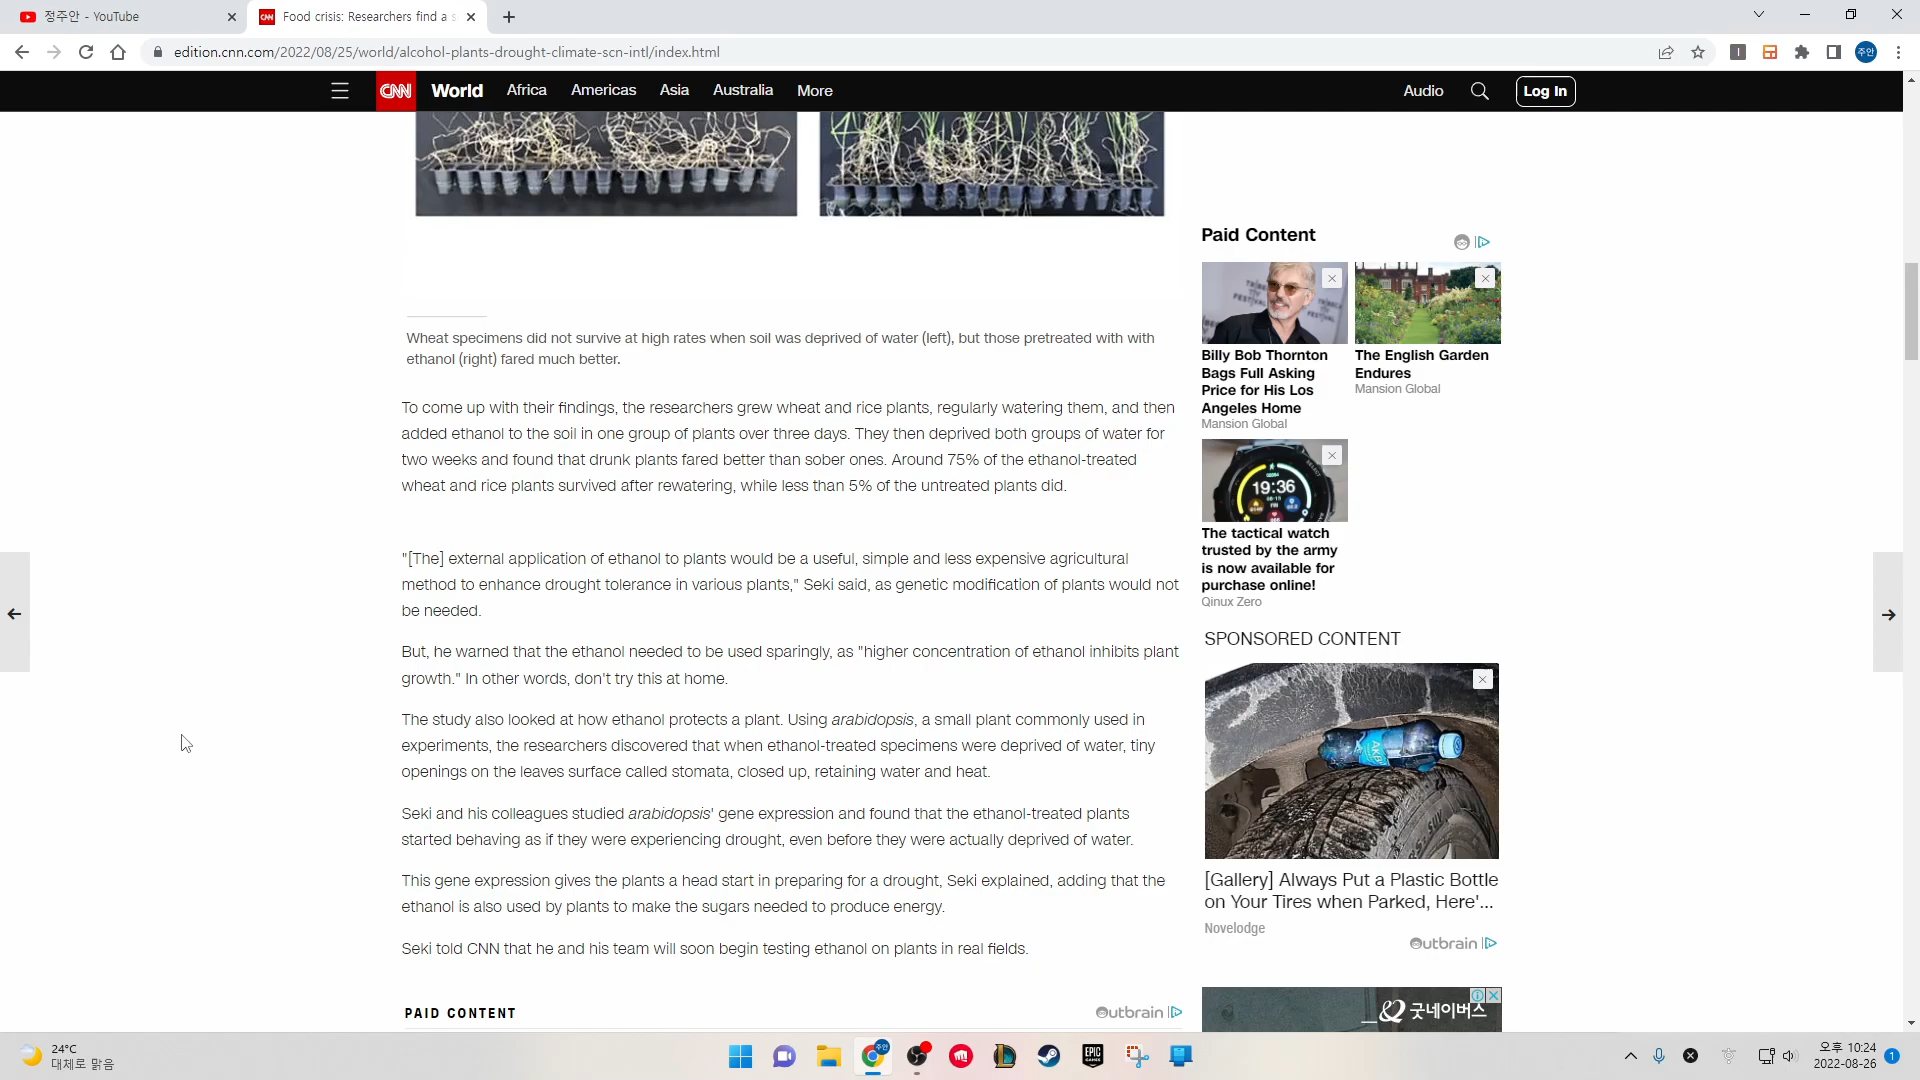 정주안 - YouTube
CNN
Food crisis: Researchers find a s
edition.cnn.com/2022/08/25/world/alcohol-plants-drought-climate-scn-intl/index.html
주안
CNN
World
Africa
Americas
Asia
Australia
More
Audio
Log In
Wheat specimens did not survive at high rates when soil was deprived of water (left), but those pretreated with with
ethanol (right) fared much better.
To come up with their findings, the researchers grew wheat and rice plants, regularly watering them, and then
added ethanol to the soil in one group of plants over three days. They then deprived both groups of water for
two weeks and found that drunk plants fared better than sober ones. Around 75% of the ethanol-treated
wheat and rice plants survived after rewatering, while less than 5% of the untreated plants did.
"[The] external application of ethanol to plants would be a useful, simple and less expensive agricultural
method to enhance drought tolerance in various plants," Seki said, as genetic modification of plants would not
be needed.
But, he warned that the ethanol needed to be used sparingly, as "higher concentration of ethanol inhibits plant
growth." In other words, don't try this at home.
The study also looked at how ethanol protects a plant. Using arabidopsis, a small plant commonly used in
experiments, the researchers discovered that when ethanol-treated specimens were deprived of water, tiny
openings on the leaves surface called stomata, closed up, retaining water and heat.
Seki and his colleagues studied arabidopsis' gene expression and found that the ethanol-treated plants
started behaving as if they were experiencing drought, even before they were actually deprived of water.
This gene expression gives the plants a head start in preparing for a drought, Seki explained, adding that the
ethanol is also used by plants to make the sugars needed to produce energy.
Seki told CNN that he and his team will soon begin testing ethanol on plants in real fields.
PAID CONTENT
Outbrain
Paid Content
Billy Bob Thornton
Bags Full Asking
Price for His Los
Angeles Home
Mansion Global
The English Garden
Endures
Mansion Global
19:36
The tactical watch
trusted by the army
is now available for
purchase online!
Qinux Zero
SPONSORED CONTENT
[Gallery] Always Put a Plastic Bottle
on Your Tires when Parked, Here'...
Novelodge
Outbrain
굿네이버스
24°C
대체로 맑음
주안
EPIC
GAMES
오후 10:24
2022-08-26
1